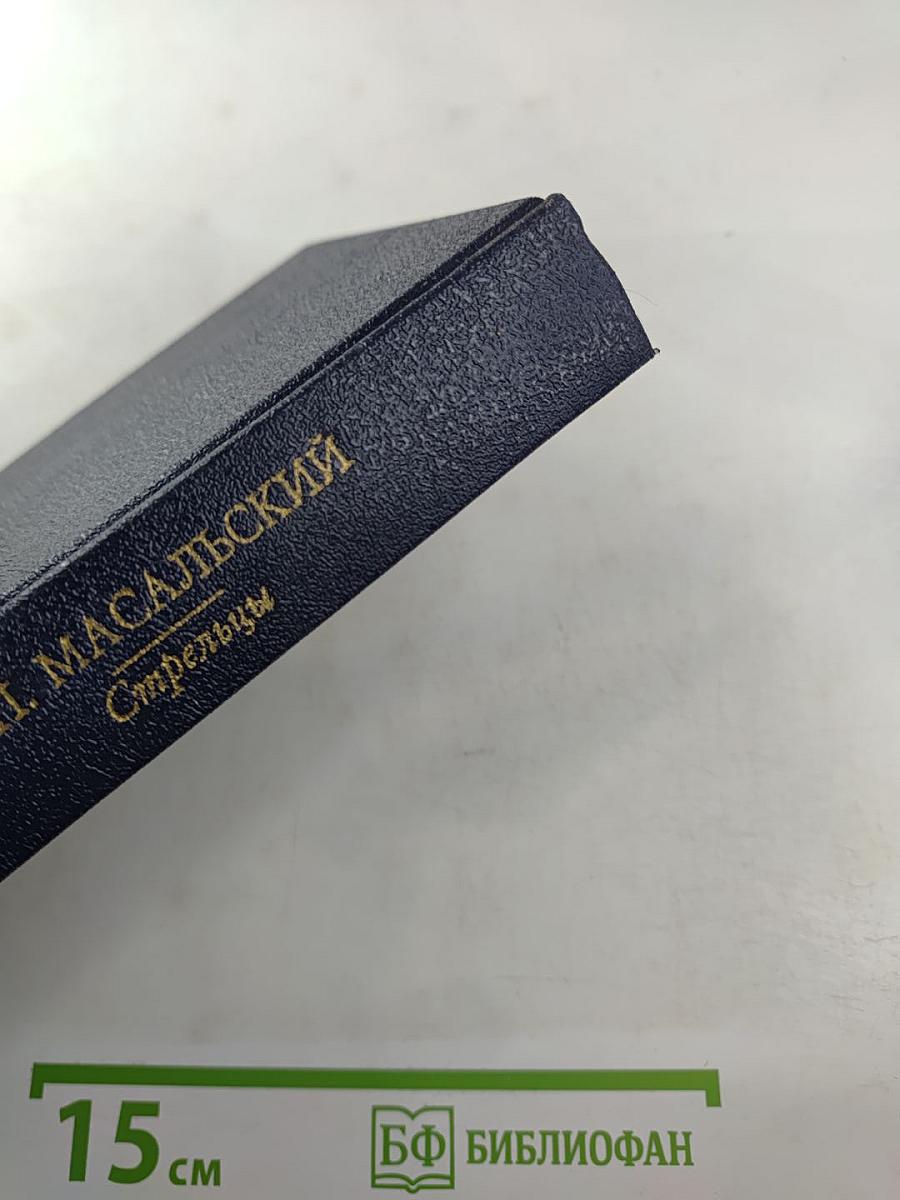 П. МАСАЛЬСКИЙ
Стрельцы
15 см
БФ БИБЛИОФАН